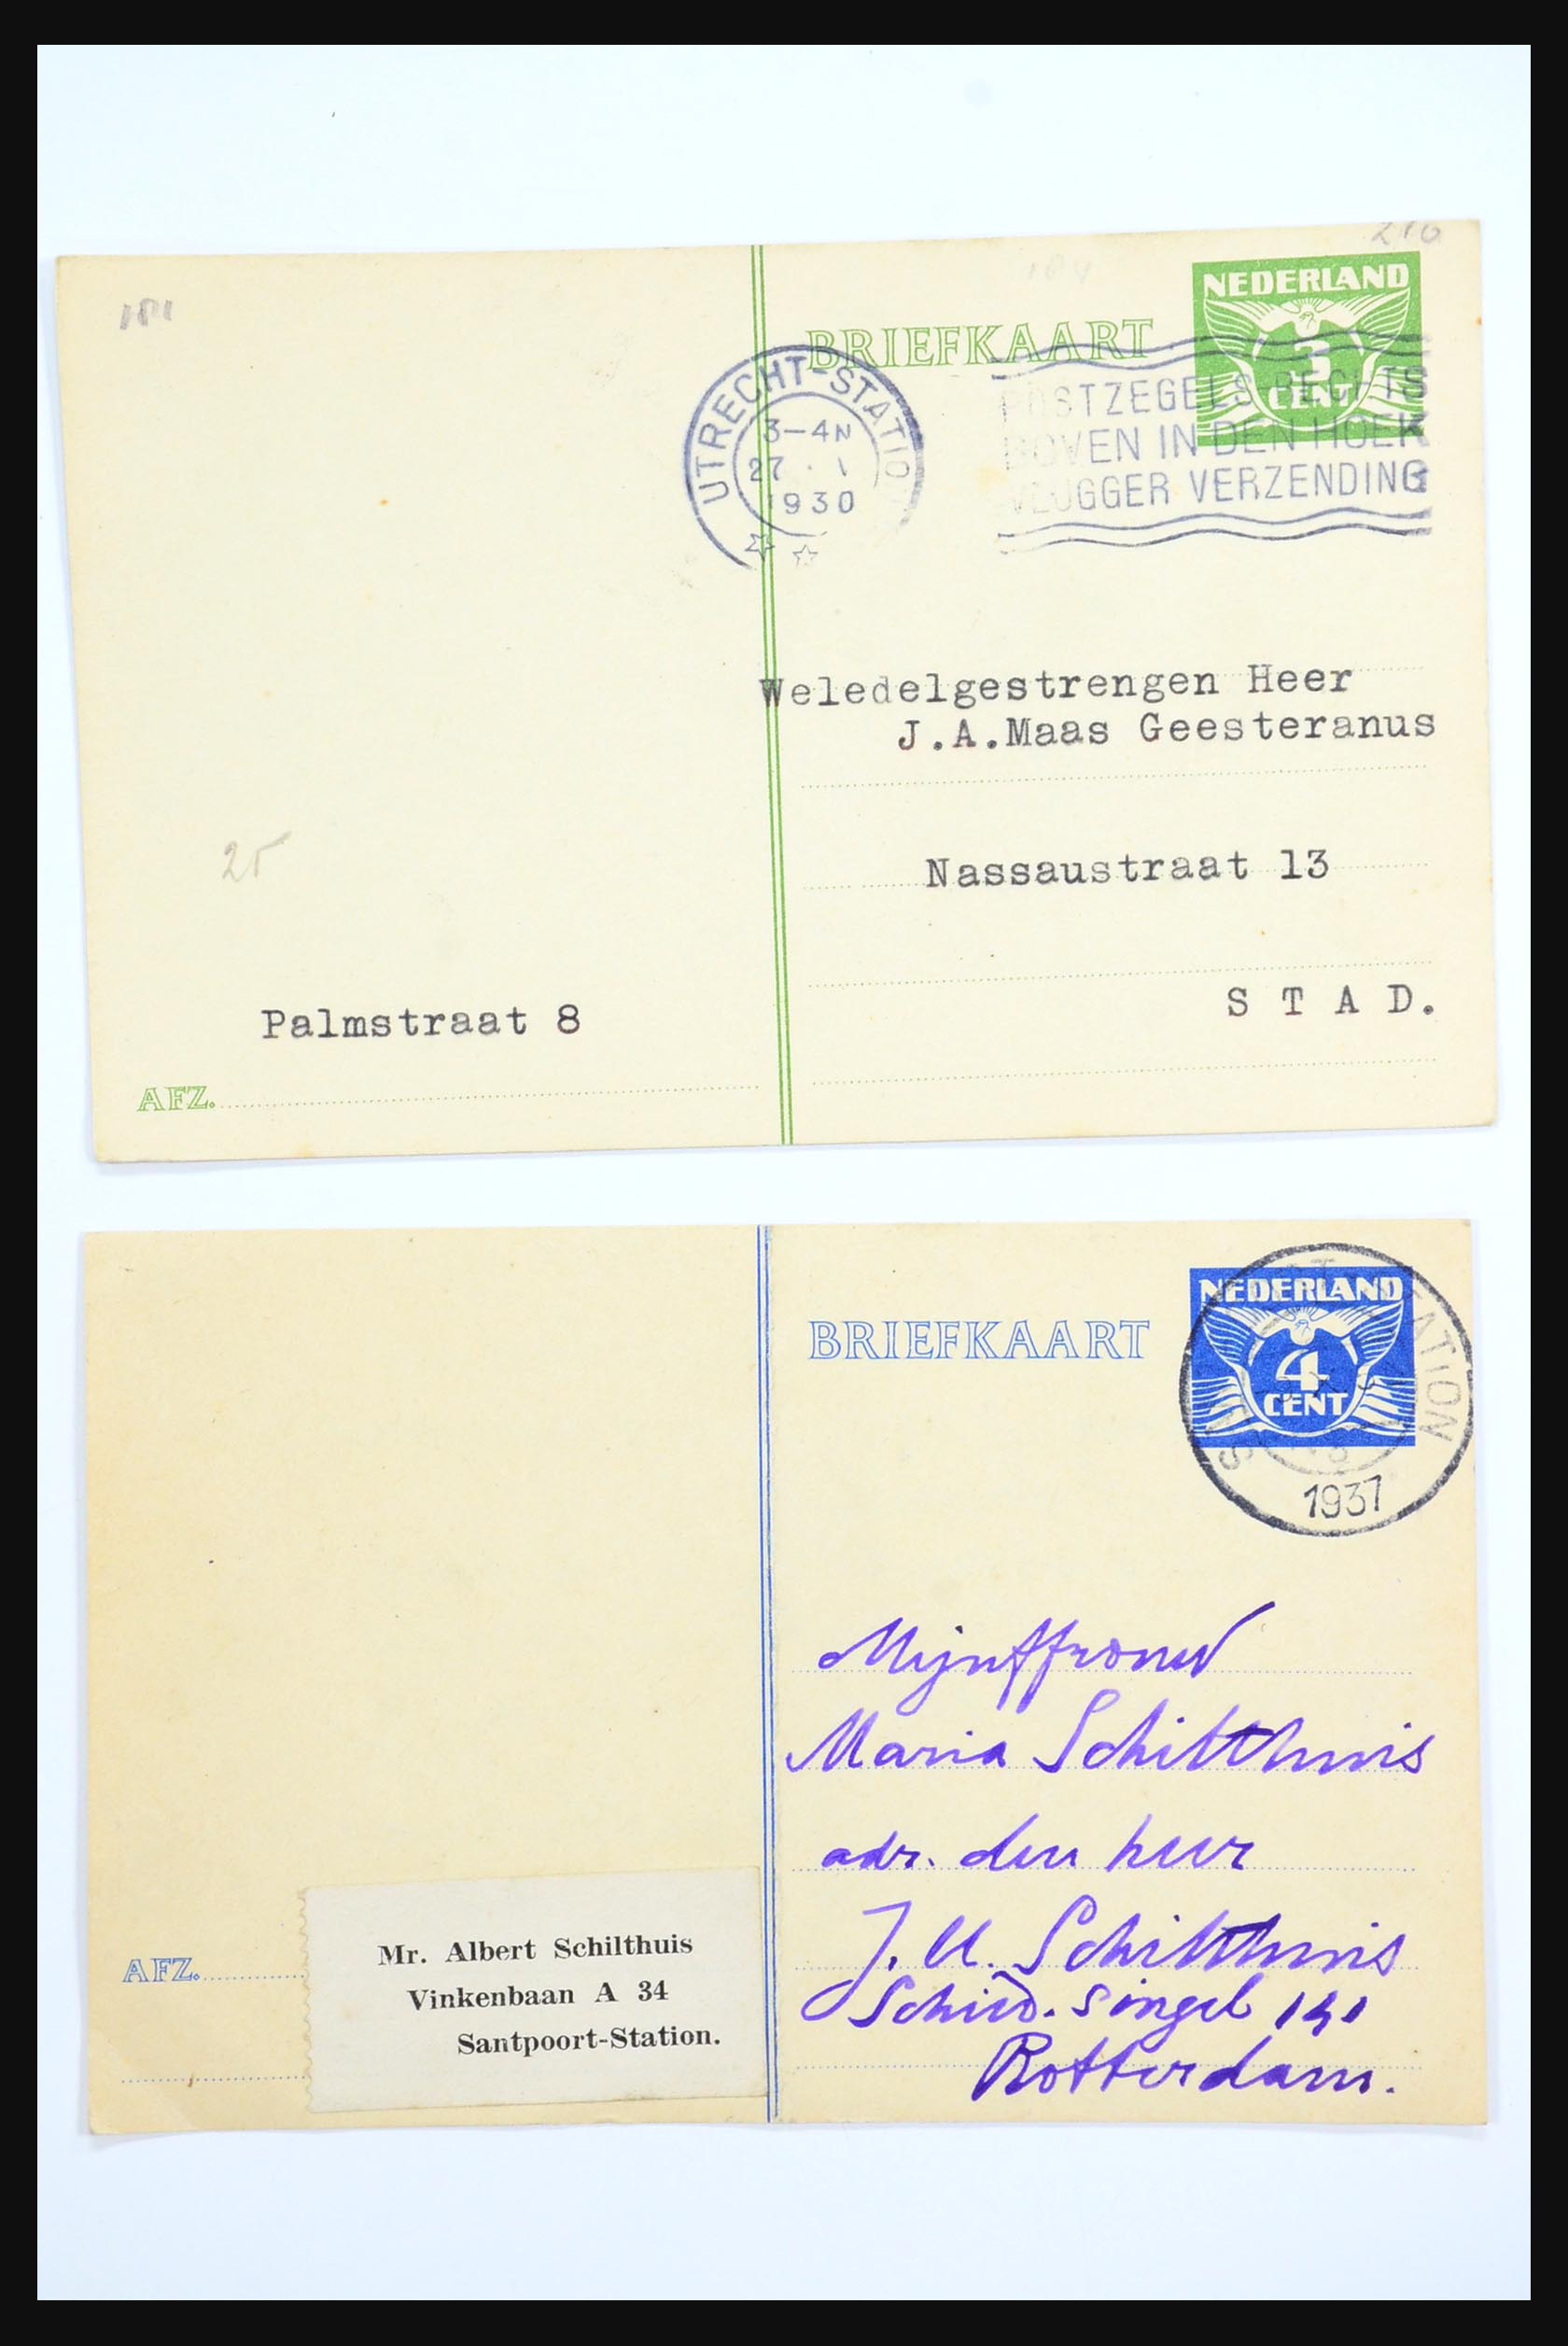 210
181
184
NEDERLAND
3
CENT
BRIEFKAART
UTRECHT-STATION
3-4N
27 . 1
1930
POSTZEGELS RECHTS
BOVEN IN DEN HOEK
VLUGGER VERZENDING
Weledelgestrengen Heer
J.A.Maas Geesteranus
Nassaustraat 13
S T A D.
25
Palmstraat 8
AFZ.
NEDERLAND
4
CENT
BRIEFKAART
STATION
1937
Mejuffrouw
Maria Schilthuis
adr. den heer
J. U. Schilthuis
Schied. singel 141
Rotterdam.
AFZ.
Mr. Albert Schilthuis
Vinkenbaan A 34
Santpoort-Station.